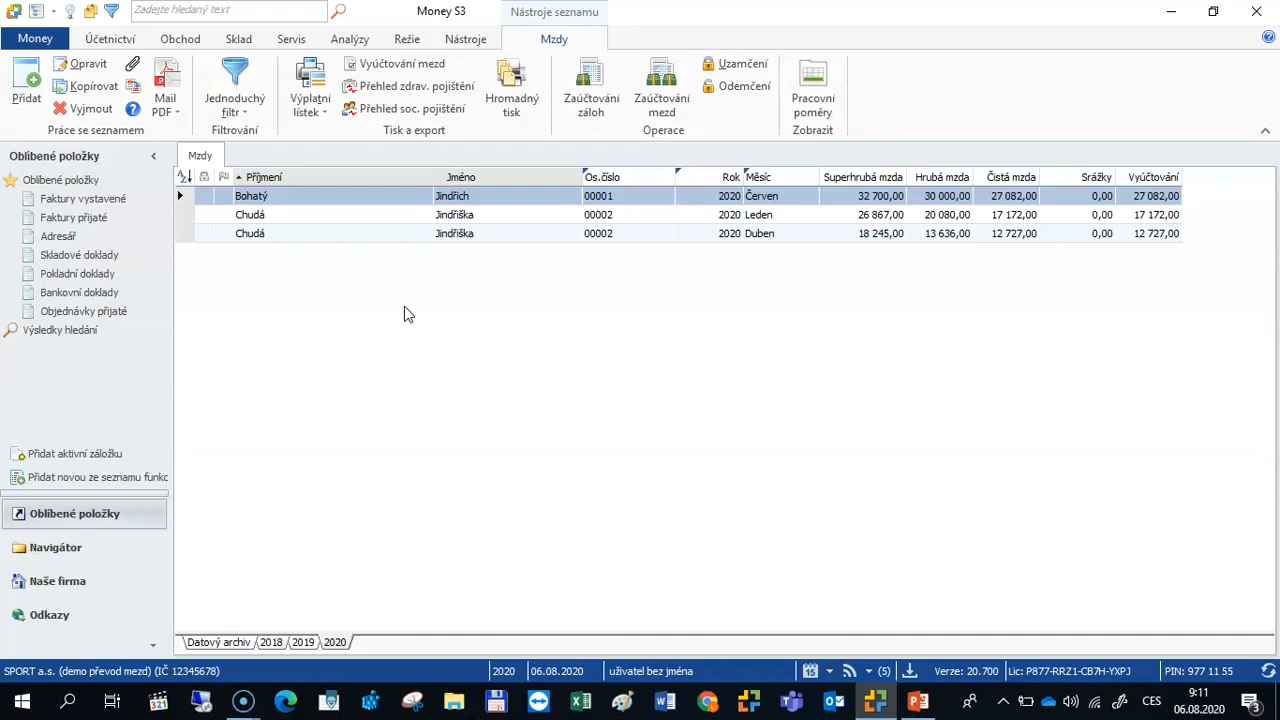 Zadejte hledaný text
Money S3
Nástroje seznamu
Money
Účetnictví
Obchod
Sklad
Servis
Analýzy
Režie
Nástroje
Mzdy
Přidat
Opravit
Kopírovat
Vyjmout
Mail PDF
Práce se seznamem
Jednoduchý filtr
Filtrování
Výplatní lístek
Vyúčtování mezd
Přehled zdrav. pojištění
Přehled soc. pojištění
Hromadný tisk
Tisk a export
Zaúčtování záloh
Zaúčtování mezd
Uzamčení
Odemčení
Operace
Pracovní poměry
Zobrazit
Oblíbené položky
Mzdy
Příjmení Jméno Os.číslo Rok Měsíc Superhrubá mzda Hrubá mzda Čistá mzda Srážky Vyúčtování
Bohatý Jindřich 00001 2020 Červen 32 700,00 30 000,00 27 082,00 0,00 27 082,00
Chudá Jindřiška 00002 2020 Leden 26 867,00 20 080,00 17 172,00 0,00 17 172,00
Chudá Jindřiška 00002 2020 Duben 18 245,00 13 636,00 12 727,00 0,00 12 727,00
Oblíbené položky
Faktury vystavené
Faktury přijaté
Adresář
Skladové doklady
Pokladní doklady
Bankovní doklady
Objednávky přijaté
Výsledky hledání
Přidat aktivní záložku
Přidat novou ze seznamu funkc
Oblíbené položky
Navigátor
Naše firma
Odkazy
Datový archiv 2018 2019 2020
SPORT a.s. (demo převod mezd) (IČ 12345678) 2020 06.08.2020 uživatel bez jména 15 (5) Verze: 20.700 Lic: P877-RRZ1-CB7H-YXPJ PIN: 977 11 55
321
CES
9:11
06.08.2020
3